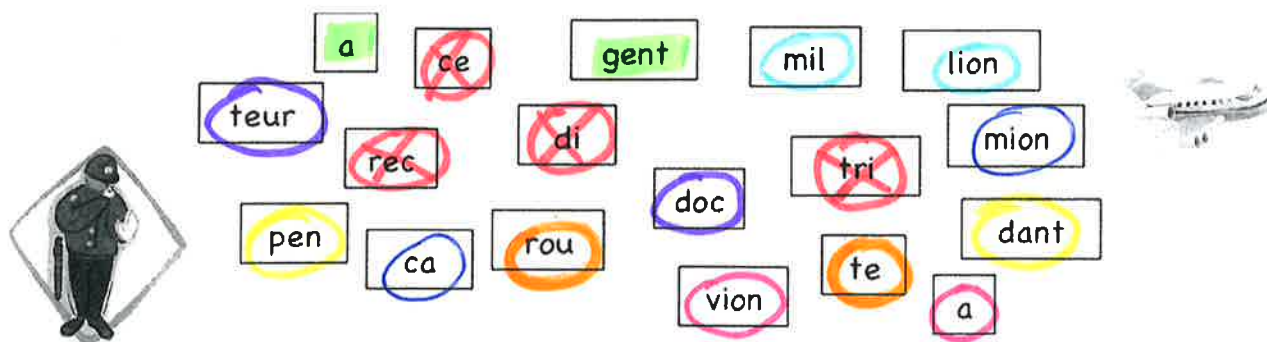 a
ce
gent
mil
lion
teur
rec
di
tri
mion
pen
ca
rou
doc
dant
te
vion
a